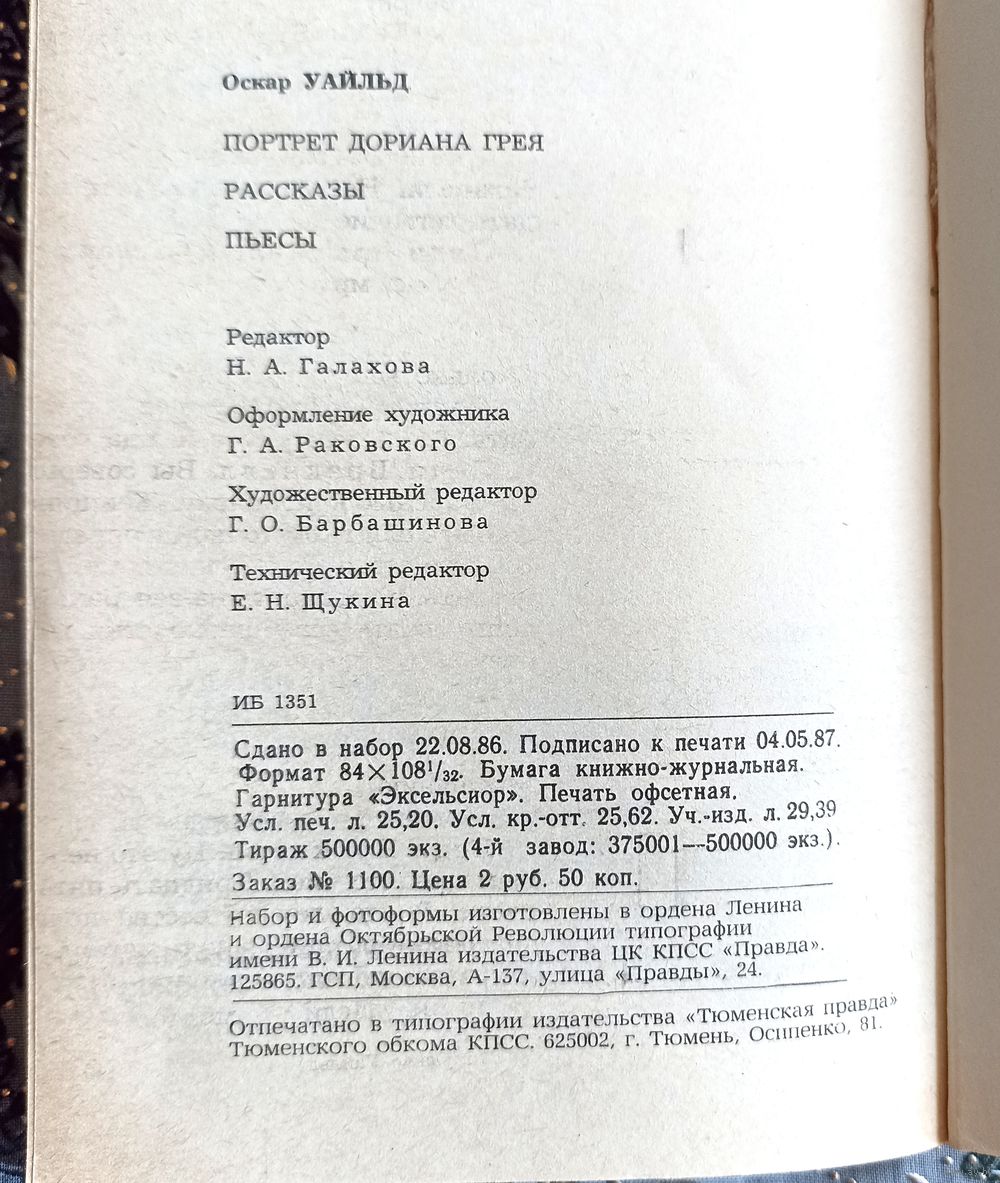 Оскар УАЙЛЬД
ПОРТРЕТ ДОРИАНА ГРЕЯ
РАССКАЗЫ
ПЬЕСЫ
Редактор
Н. А. Галахова
Оформление художника
Г. А. Раковского
Художественный редактор
Г. О. Барбашинова
Технический редактор
Е. Н. Щукина
ИБ 1351
Сдано в набор 22.08.86. Подписано к печати 04.05.87.
Формат 84×108¹/₃₂. Бумага книжно-журнальная.
Гарнитура «Эксельсиор». Печать офсетная.
Усл. печ. л. 25,20. Усл. кр.-отт. 25,62. Уч.-изд. л. 29,39
Тираж 500000 экз. (4-й завод: 375001—500000 экз.).
Заказ № 1100. Цена 2 руб. 50 коп.
Набор и фотоформы изготовлены в ордена Ленина
и ордена Октябрьской Революции типографии
имени В. И. Ленина издательства ЦК КПСС «Правда».
125865. ГСП, Москва, А-137, улица «Правды», 24.
Отпечатано в типографии издательства «Тюменская правда»
Тюменского обкома КПСС. 625002, г. Тюмень, Осипенко, 81.